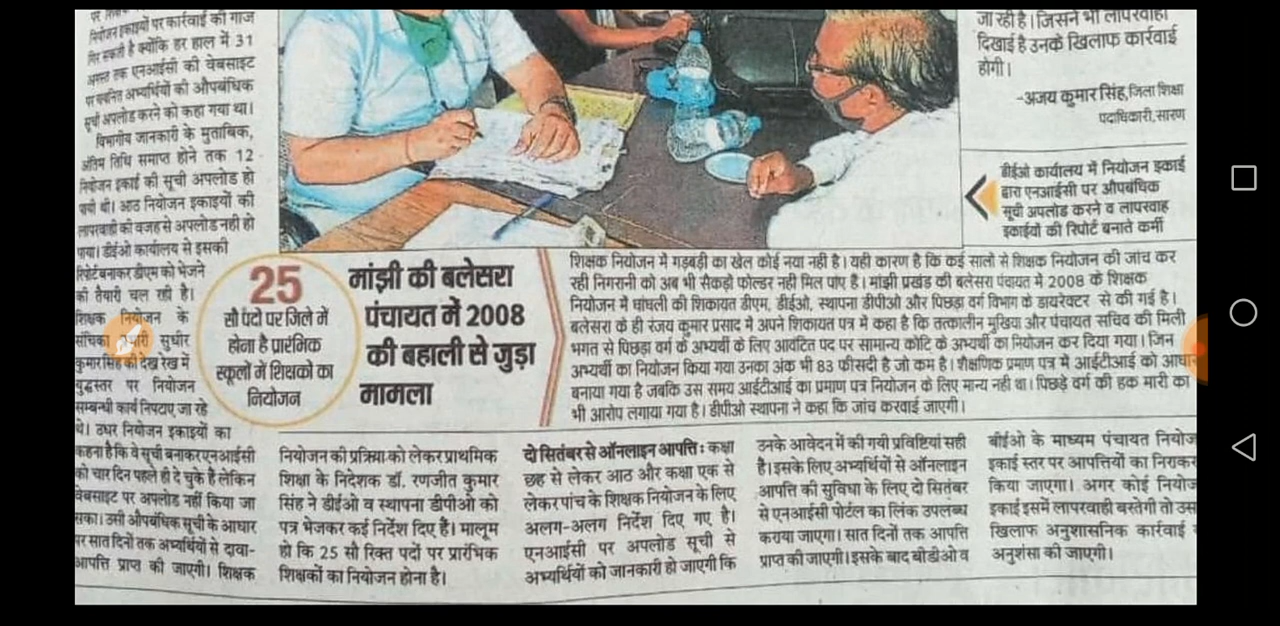 पर
नियोजन इकाइयों पर कार्रवाई की गाज
गिर सकती है क्योंकि हर हाल में 31
अगस्त तक एनआईसी की वेबसाइट
पर चयनित अभ्यर्थियों की औपबंधिक
सूची अपलोड करने को कहा गया था।
विभागीय जानकारी के मुताबिक,
अंतिम तिथि समाप्त होने तक 12
नियोजन इकाई की सूची अपलोड हो
पायी थी। आठ नियोजन इकाइयों की
लापरवाही की वजह से अपलोड नही हो
पाया। डीईओ कार्यालय से इसकी
रिपोर्ट बनाकर डीएम को भेजने
की तैयारी चल रही है।
शिक्षक नियोजन के
सुधीर
कुमार सिंह की देख रेख में
युद्धस्तर पर नियोजन
सम्बन्धी कार्य निपटाए जा रहे
थे। उधर नियोजन इकाइयों का
कहना है कि वे सूची बनाकर एनआईसी
को चार दिन पहले ही दे चुके हैं लेकिन
वेबसाइट पर अपलोड नहीं किया जा
सका। उसी औपबंधिक सूची के आधार
पर सात दिनों तक अभ्यर्थियों से दावा-
आपत्ति प्राप्त की जाएगी। शिक्षक
25
सौ पदों पर जिले में
होना है प्रारंभिक
स्कूलों में शिक्षकों का
नियोजन
नियोजन की प्रक्रिया को लेकर प्राथमिक
शिक्षा के निदेशक डॉ. रणजीत कुमार
सिंह ने डीईओ व स्थापना डीपीओ को
पत्र भेजकर कई निर्देश दिए हैं। मालूम
हो कि 25 सौ रिक्त पदों पर प्रारंभिक
शिक्षकों का नियोजन होना है।
दो सितंबर से ऑनलाइन आपत्ति: कक्षा
छह से लेकर आठ और कक्षा एक से
लेकर पांच के शिक्षक नियोजन के लिए
अलग-अलग निर्देश दिए गए है।
एनआईसी पर अपलोड सूची से
अभ्यर्थियों को जानकारी हो जाएगी कि
उनके आवेदन में की गयी प्रविष्टियां सही
है। इसके लिए अभ्यर्थियों से ऑनलाइन
आपत्ति की सुविधा के लिए दो सितंबर
से एनआईसी पोर्टल का लिंक उपलब्ध
कराया जाएगा। सात दिनों तक आपत्ति
प्राप्त की जाएगी। इसके बाद बीडीओ व
बीईओ के माध्यम पंचायत नियोज
इकाई स्तर पर आपत्तियों का निराकर
किया जाएगा। अगर कोई नियोज
इकाई इसमें लापरवाही बरतेगी तो उस
खिलाफ अनुशासनिक कार्रवाई
अनुशंसा की जाएगी।
मांझी की बलेसरा
पंचायत में 2008
की बहाली से जुड़ा
मामला
शिक्षक नियोजन में गड़बड़ी का खेल कोई नया नही है। यही कारण है कि कई सालो से शिक्षक नियोजन की जांच कर
रही निगरानी को अब भी सैकड़ो फोल्डर नही मिल पाए है। मांझी प्रखंड की बलेसरा पंचायत में 2008 के शिक्षक
नियोजन में धांधली की शिकायत डीएम, डीईओ, स्थापना डीपीओ और पिछड़ा वर्ग विभाग के डायरेक्टर से की गई है।
बलेसरा के ही रंजय कुमार प्रसाद में अपने शिकायत पत्र में कहा है कि तत्कालीन मुखिया और पंचायत सचिव की मिली
भगत से पिछड़ा वर्ग के अभ्यर्थी के लिए आवंटित पद पर सामान्य कोटि के अभ्यर्थी का नियोजन कर दिया गया। जिन
अभ्यर्थी का नियोजन किया गया उनका अंक भी 83 फीसदी है जो कम है। शैक्षणिक प्रमाण पत्र में आईटीआई को आधार
बनाया गया है जबकि उस समय आईटीआई का प्रमाण पत्र नियोजन के लिए मान्य नही था। पिछड़े वर्ग की हक मारी का
भी आरोप लगाया गया है। डीपीओ स्थापना ने कहा कि जांच करवाई जाएगी।
जा रही है। जिसने भी लापरवाही
दिखाई है उनके खिलाफ कार्रवाई
होगी।
-अजय कुमार सिंह, जिला शिक्षा
पदाधिकारी, सारण
बीईओ कार्यालय में नियोजन इकाई
द्वारा एनआईसी पर औपबंधिक
सूची अपलोड करने व लापरवाह
इकाईयों की रिपोर्ट बनाते कर्मी